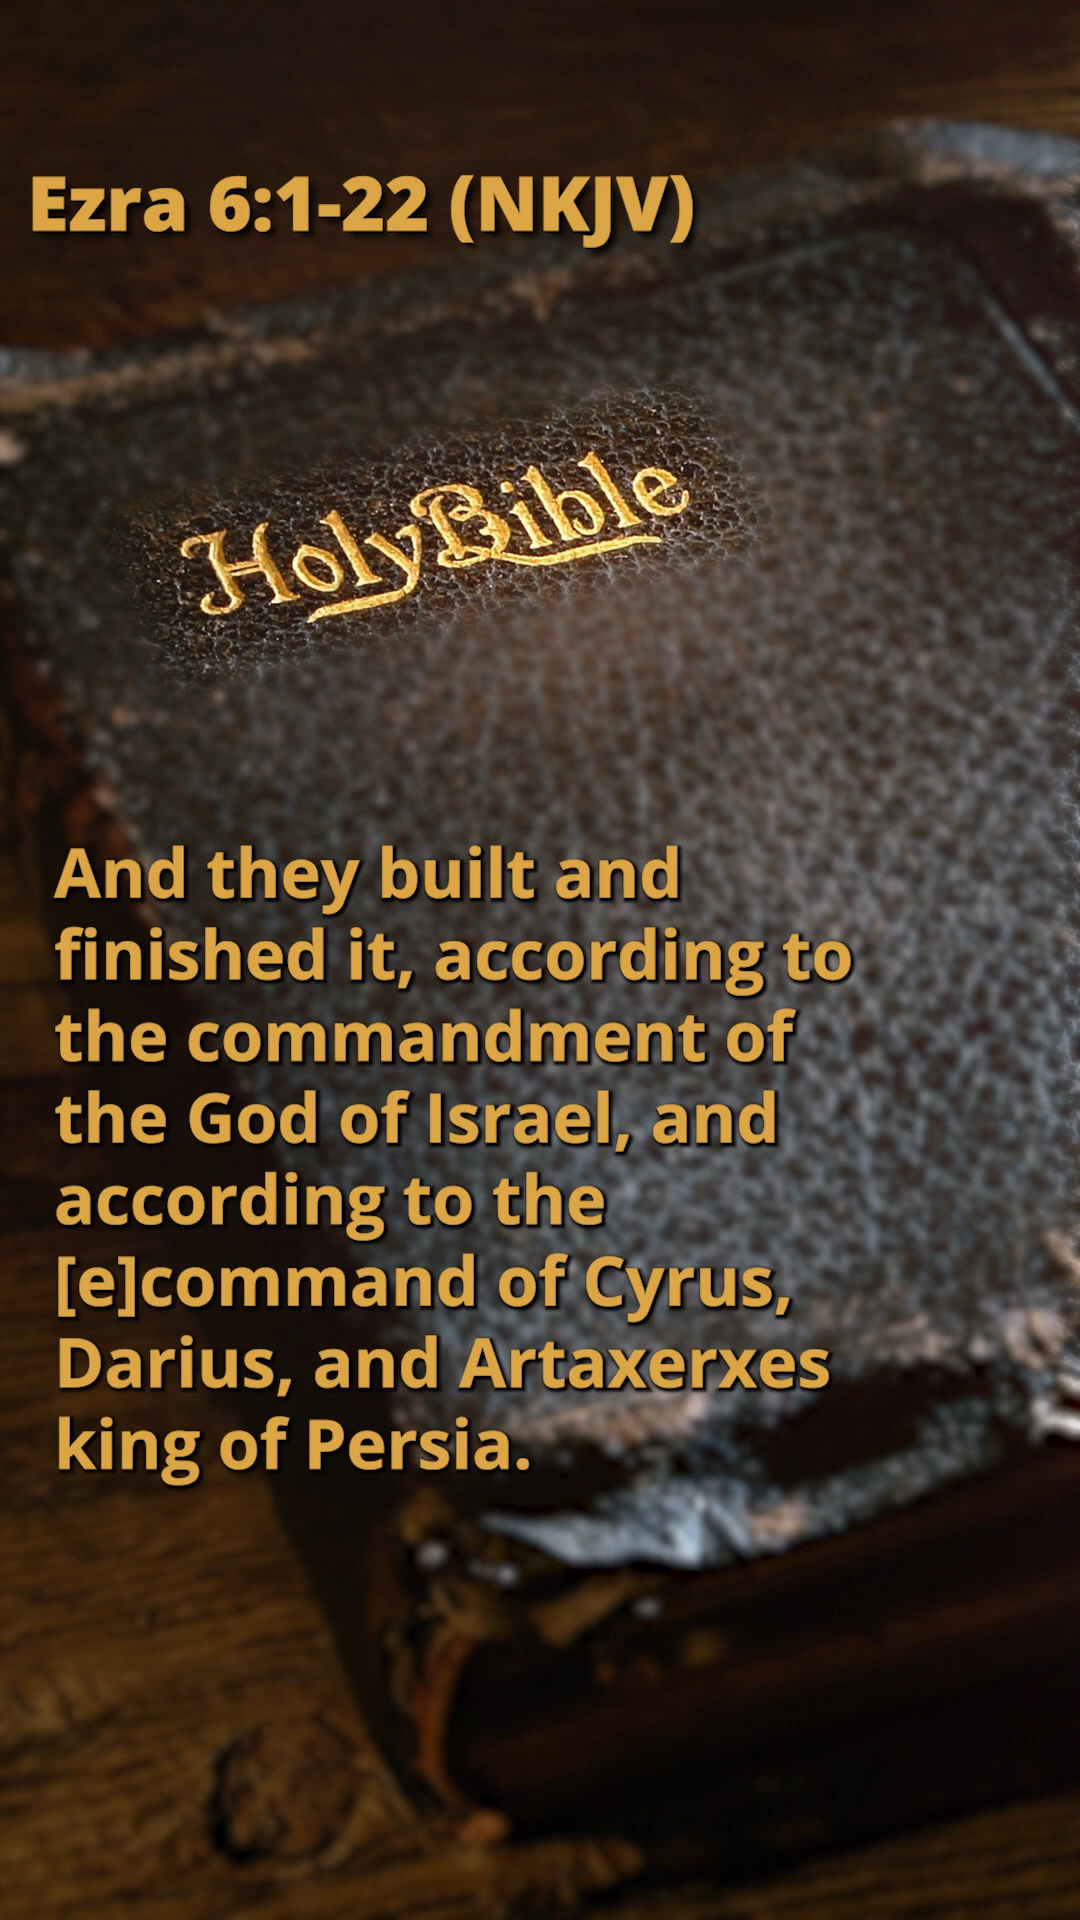 Ezra 6:1-22 (NKJV)
HolyBible
And they built and
finished it, according to
the commandment of
the God of Israel, and
according to the
[e]command of Cyrus,
Darius, and Artaxerxes
king of Persia.